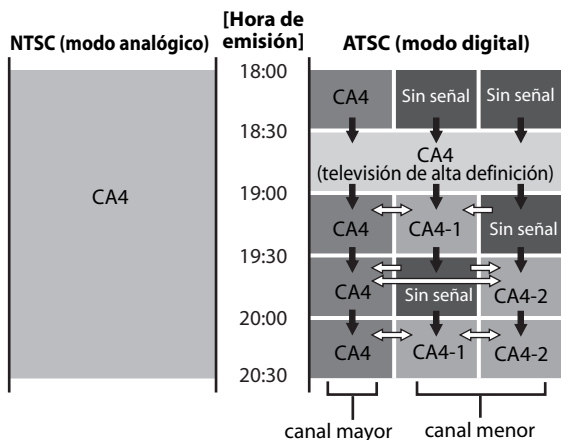 [Hora de
NTSC (modo analógico) emisión] ATSC (modo digital)
18:00
CA4 Sin señal Sin señal
18:30
CA4
(televisión de alta definición)
19:00
CA4
CA4 CA4-1 Sin señal
19:30
CA4 Sin señal CA4-2
20:00
CA4 CA4-1 CA4-2
20:30
canal mayor canal menor